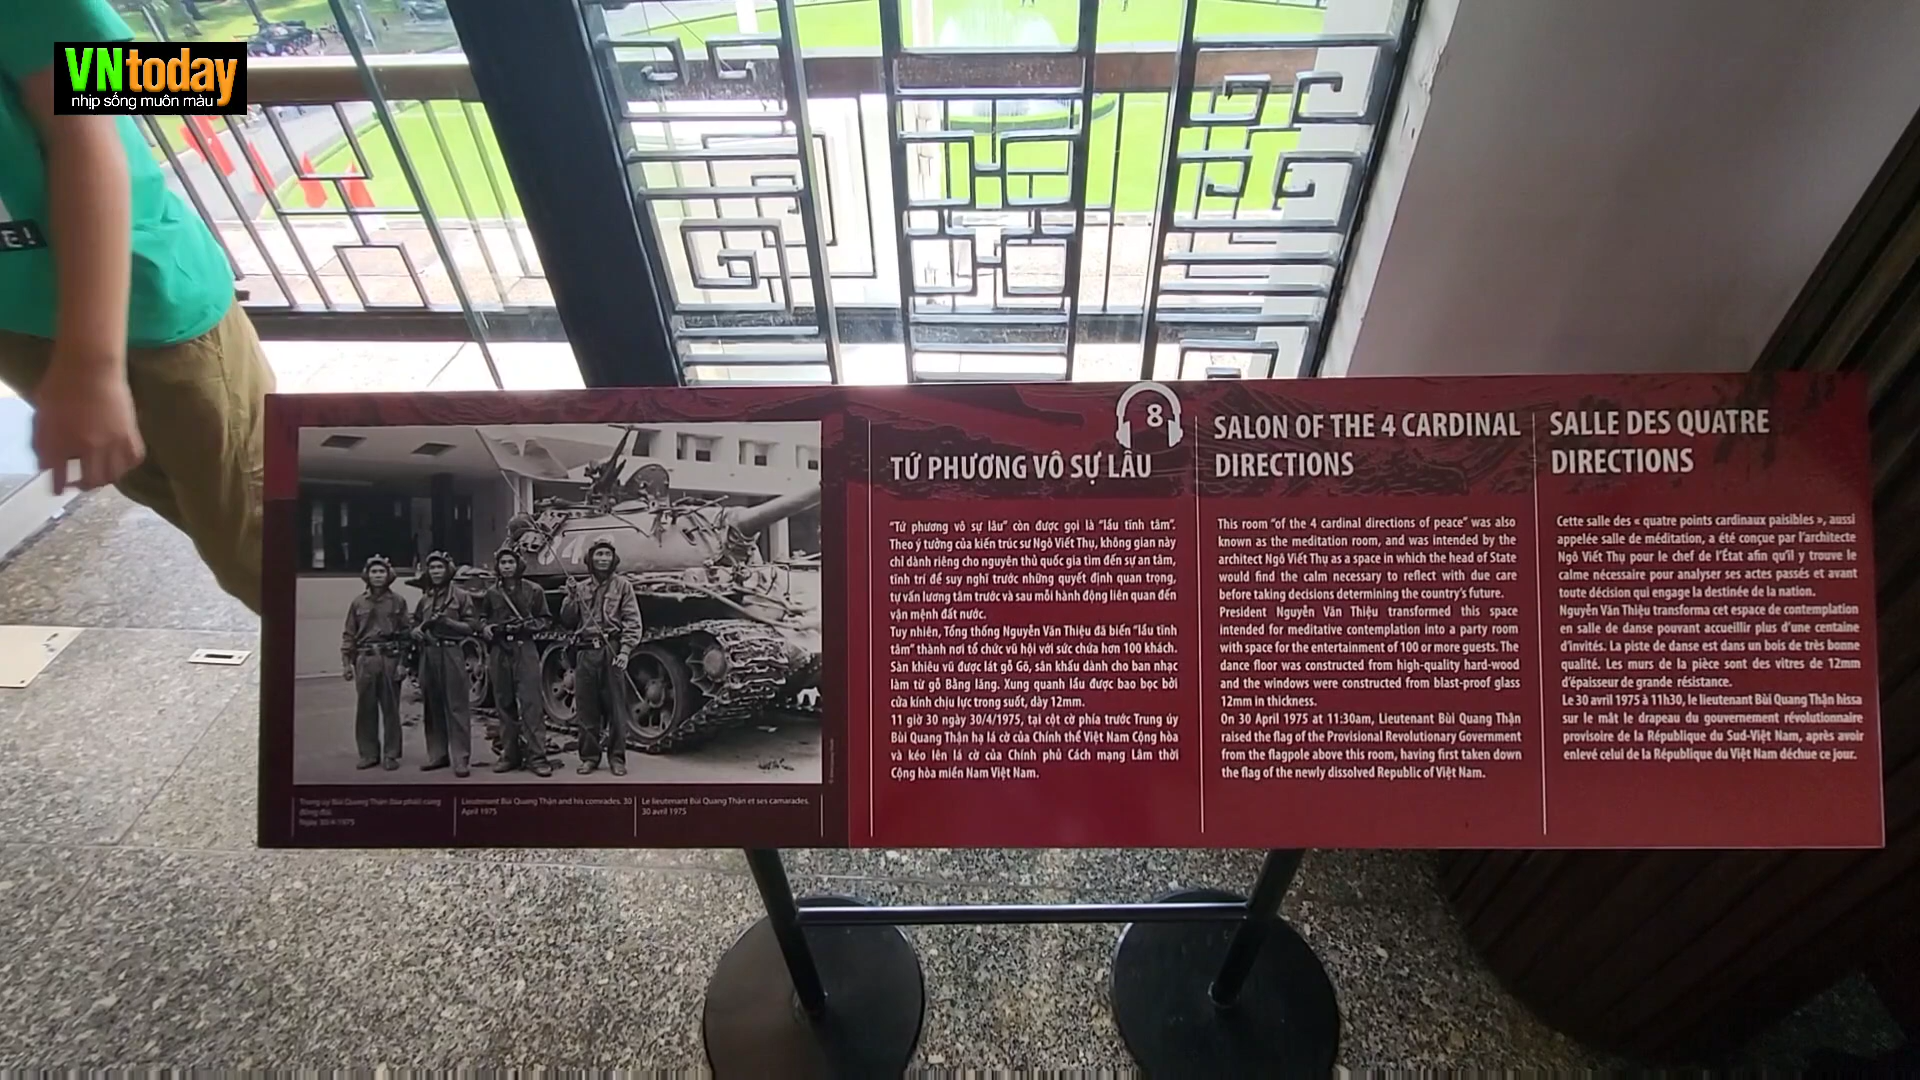 VNtoday
nhịp sống muôn màu
8
TỨ PHƯƠNG VÔ SỰ LẦU
"Tứ phương vô sự lâu" còn được gọi là "lầu tĩnh tâm".
Theo ý tưởng của kiến trúc sư Ngô Viết Thụ, không gian này
chỉ dành riêng cho nguyên thủ quốc gia tìm đến sự an tâm,
tĩnh trí để suy nghĩ trước những quyết định quan trọng,
tự vấn lương tâm trước và sau mỗi hành động liên quan đến
vận mệnh đất nước.
Tuy nhiên, Tổng thống Nguyễn Văn Thiệu đã biến "lầu tĩnh
tâm" thành nơi tổ chức vũ hội với sức chứa hơn 100 khách.
Sàn khiêu vũ được lát gỗ Gõ, sân khấu dành cho ban nhạc
làm từ gỗ Bằng lăng. Xung quanh lầu được bao bọc bởi
cửa kính chịu lực trong suốt, dày 12mm.
11 giờ 30 ngày 30/4/1975, tại cột cờ phía trước Trung úy
Bùi Quang Thận hạ lá cờ của Chính thể Việt Nam Cộng hòa
và kéo lên lá cờ của Chính phủ Cách mạng Lâm thời
Cộng hòa miền Nam Việt Nam.
SALON OF THE 4 CARDINAL
DIRECTIONS
This room "of the 4 cardinal directions of peace" was also
known as the meditation room, and was intended by the
architect Ngô Viết Thụ as a space in which the head of State
would find the calm necessary to reflect with due care
before taking decisions determining the country's future.
President Nguyễn Văn Thiệu transformed this space
intended for meditative contemplation into a party room
with space for the entertainment of 100 or more guests. The
dance floor was constructed from high-quality hard-wood
and the windows were constructed from blast-proof glass
12mm in thickness.
On 30 April 1975 at 11:30am, Lieutenant Bùi Quang Thận
raised the flag of the Provisional Revolutionary Government
from the flagpole above this room, having first taken down
the flag of the newly dissolved Republic of Việt Nam.
SALLE DES QUATRE
DIRECTIONS
Cette salle des « quatre points cardinaux paisibles », aussi
appelée salle de méditation, a été conçue par l'architecte
Ngô Viết Thụ pour le chef de l'État afin qu'il y trouve le
calme nécessaire pour analyser ses actes passés et avant
toute décision qui engage la destinée de la nation.
Nguyễn Văn Thiệu transforma cet espace de contemplation
en salle de danse pouvant accueillir plus d'une centaine
d'invités. La piste de danse est dans un bois de très bonne
qualité. Les murs de la pièce sont des vitres de 12mm
d'épaisseur de grande résistance.
Le 30 avril 1975 à 11h30, le lieutenant Bùi Quang Thận hissa
sur le mât le drapeau du gouvernement révolutionnaire
provisoire de la République du Sud-Việt Nam, après avoir
enlevé celui de la République du Việt Nam déchue ce jour.
Trung úy Bùi Quang Thận (bìa phải) cùng
đồng đội.
Ngày 30/4/1975
Lieutenant Bùi Quang Thận and his comrades. 30
April 1975
Le lieutenant Bùi Quang Thận et ses camarades.
30 avril 1975